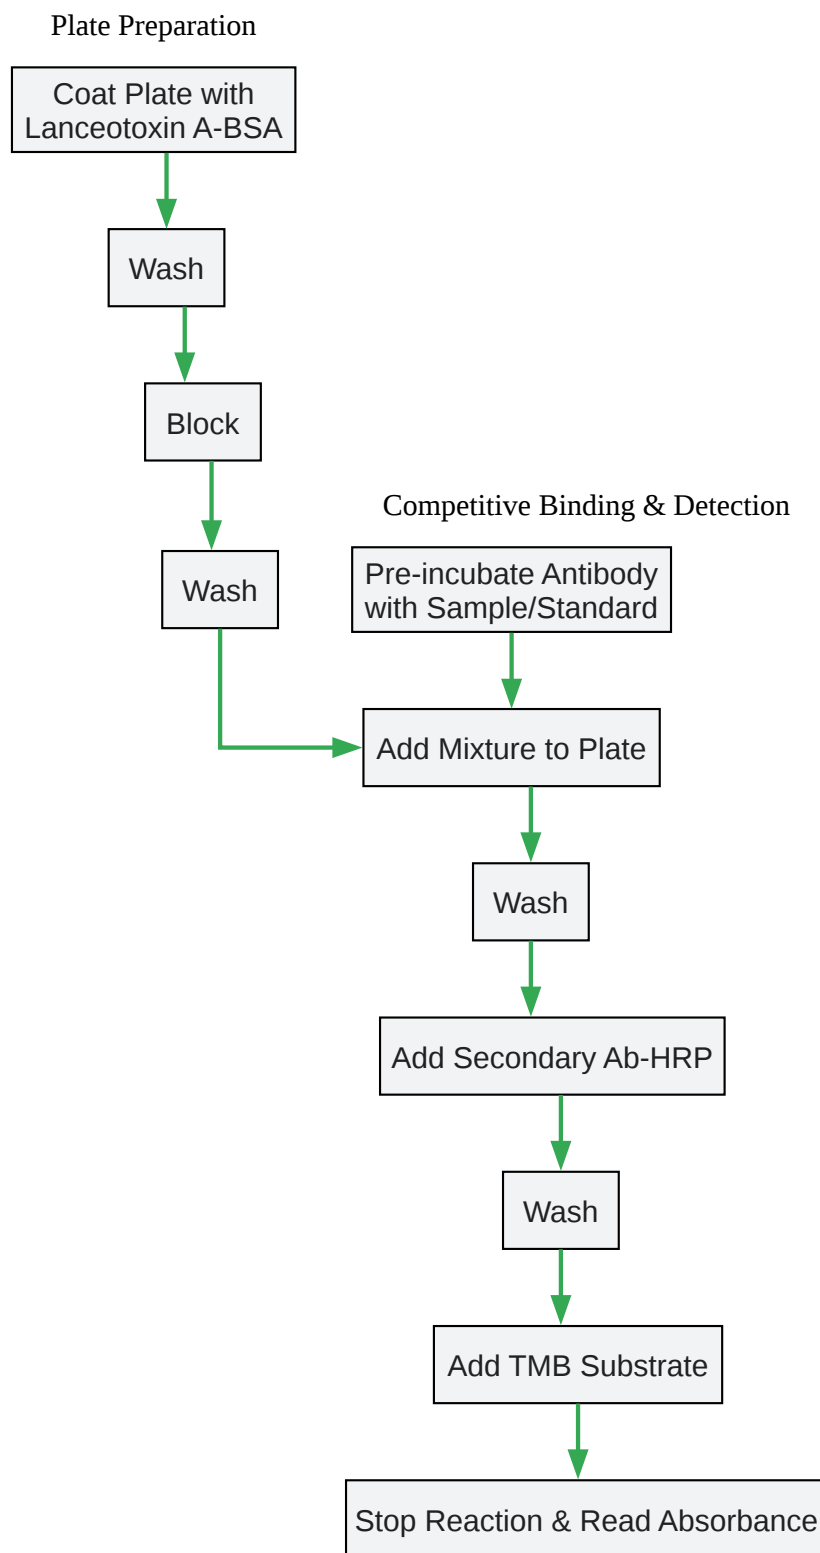 Plate Preparation
Coat Plate with
Lanceotoxin A-BSA
Wash
Block
Wash
Competitive Binding & Detection
Pre-incubate Antibody
with Sample/Standard
Add Mixture to Plate
Wash
Add Secondary Ab-HRP
Wash
Add TMB Substrate
Stop Reaction & Read Absorbance